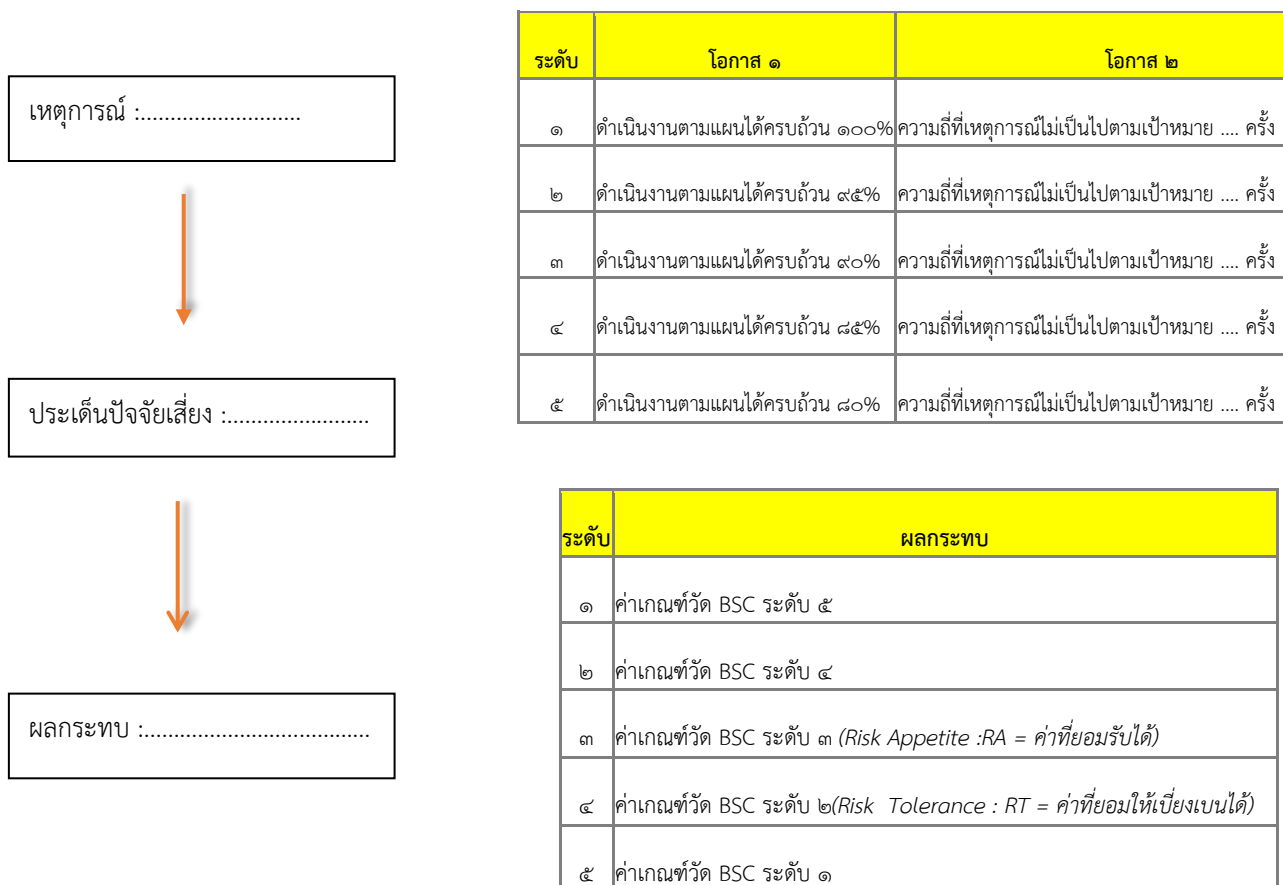 เหตุการณ์ :...........................
ประเด็นปัจจัยเสี่ยง :........................
ผลกระทบ :......................................
ระดับ โอกาส ๑ โอกาส ๒
๑ ดำเนินงานตามแผนได้ครบถ้วน ๑๐๐% ความถี่ที่เหตุการณ์ไม่เป็นไปตามเป้าหมาย .... ครั้ง
๒ ดำเนินงานตามแผนได้ครบถ้วน ๙๕% ความถี่ที่เหตุการณ์ไม่เป็นไปตามเป้าหมาย .... ครั้ง
๓ ดำเนินงานตามแผนได้ครบถ้วน ๙๐% ความถี่ที่เหตุการณ์ไม่เป็นไปตามเป้าหมาย .... ครั้ง
๔ ดำเนินงานตามแผนได้ครบถ้วน ๘๕% ความถี่ที่เหตุการณ์ไม่เป็นไปตามเป้าหมาย .... ครั้ง
๕ ดำเนินงานตามแผนได้ครบถ้วน ๘๐% ความถี่ที่เหตุการณ์ไม่เป็นไปตามเป้าหมาย .... ครั้ง
ระดับ ผลกระทบ
๑ ค่าเกณฑ์วัด BSC ระดับ ๕
๒ ค่าเกณฑ์วัด BSC ระดับ ๔
๓ ค่าเกณฑ์วัด BSC ระดับ ๓ (Risk Appetite :RA = ค่าที่ยอมรับได้)
๔ ค่าเกณฑ์วัด BSC ระดับ ๒(Risk Tolerance : RT = ค่าที่ยอมให้เบี่ยงเบนได้)
๕ ค่าเกณฑ์วัด BSC ระดับ ๑